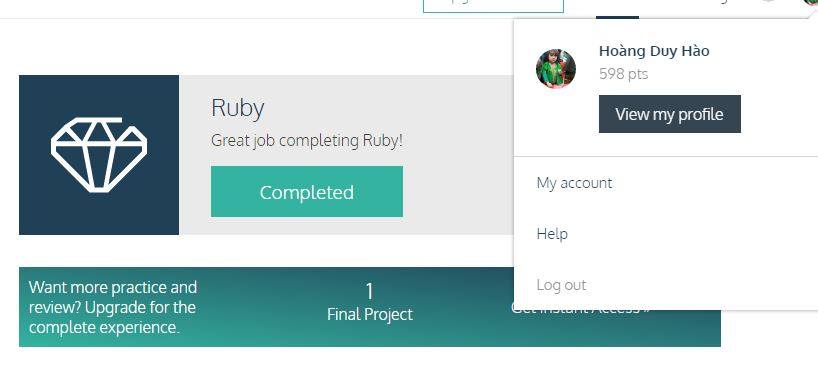 Hoàng Duy Hào
598 pts
View my profile
My account
Help
Log out
Ruby
Great job completing Ruby!
Completed
Want more practice and
review? Upgrade for the
complete experience.
1
Final Project
Get Instant Access »